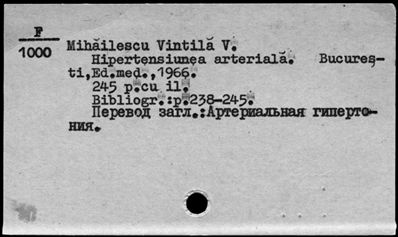 F
1000
Mihăilescu Vintilă V.
Hipertensiunea arterială. Bucureş-
ti,Ed.med.,1966.
245 p.cu il.
Bibliogr.:p.238-245.
Перевод загл.:Артериальная гиперто-
ния.